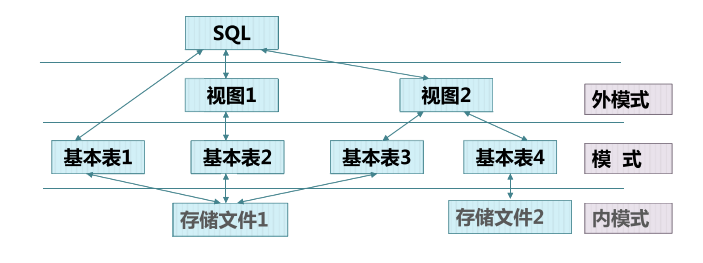 SQL
视图1
视图2
外模式
基本表1
基本表2
基本表3
基本表4
模 式
存储文件1
存储文件2
内模式